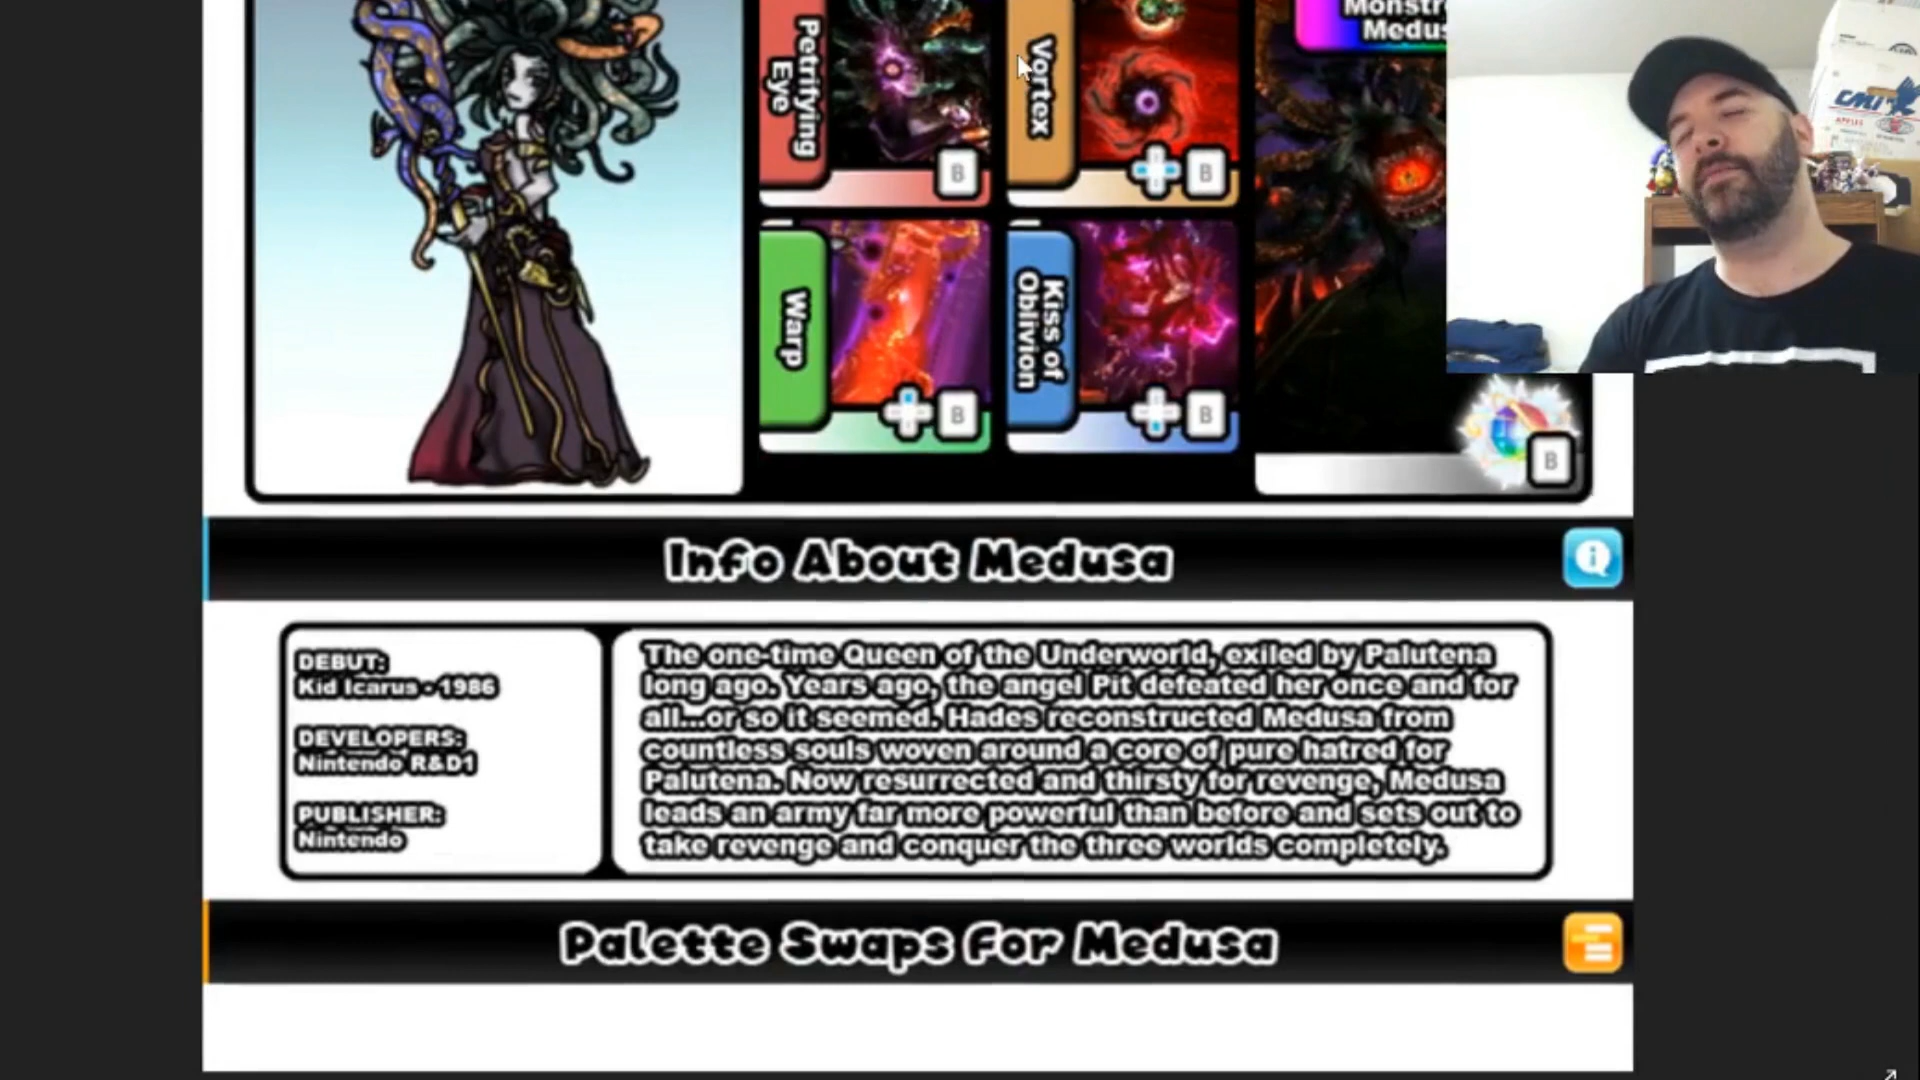 Petrifying
Eye
B
Vortex
B
Monstr
Medus
Warp
B
Kiss of
Oblivion
B
B
CMI
APPLES
Info About Medusa
i
DEBUT:
Kid Icarus - 1986
DEVELOPERS:
Nintendo R&D1
PUBLISHER:
Nintendo
The one-time Queen of the Underworld, exiled by Palutena
long ago. Years ago, the angel Pit defeated her once and for
all...or so it seemed. Hades reconstructed Medusa from
countless souls woven around a core of pure hatred for
Palutena. Now resurrected and thirsty for revenge, Medusa
leads an army far more powerful than before and sets out to
take revenge and conquer the three worlds completely.
Palette Swaps For Medusa